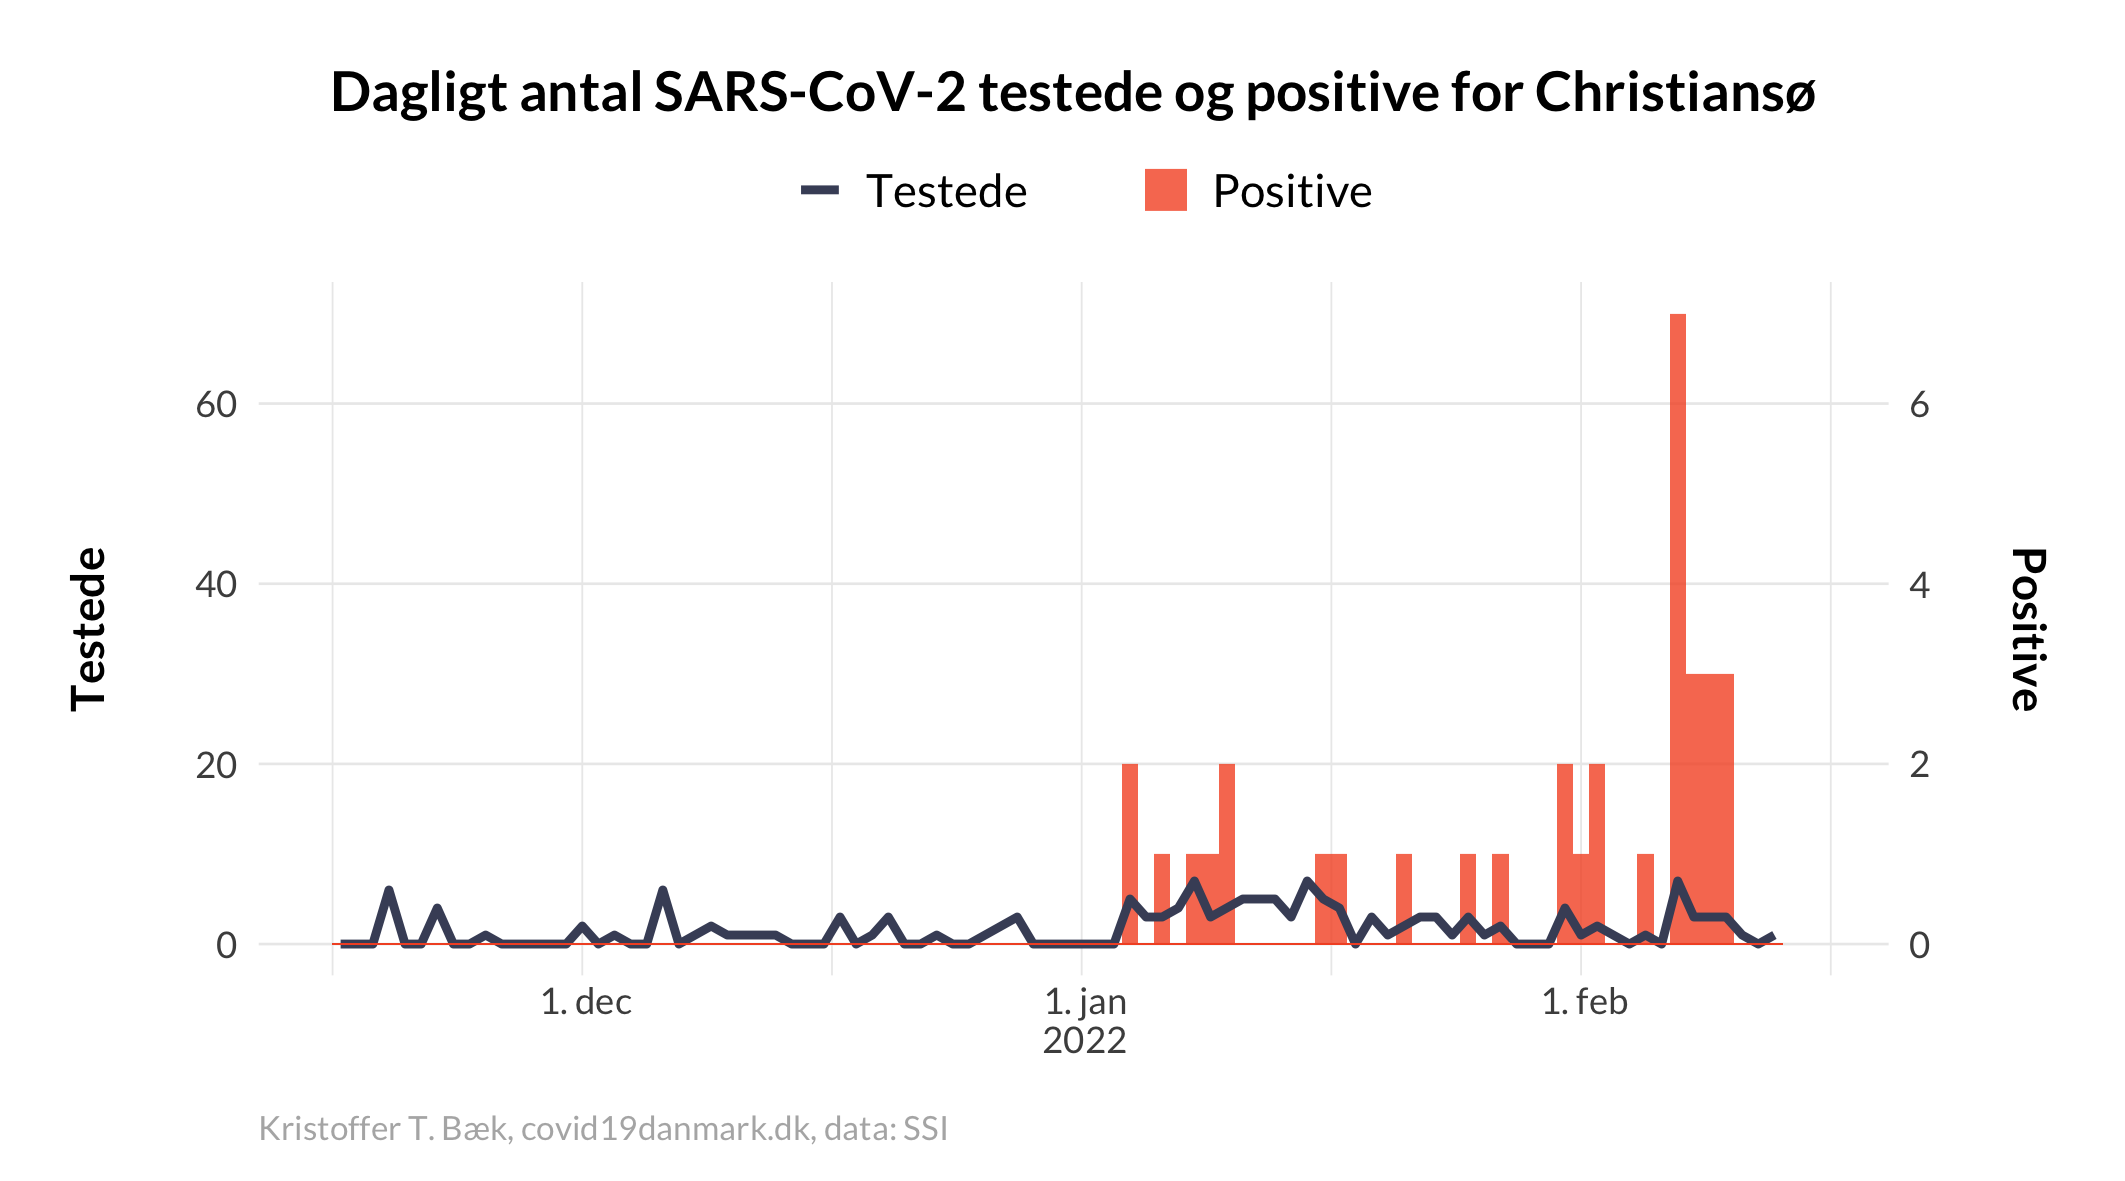 Dagligt antal SARS-CoV-2 testede og positive for Christiansø
Testede
Positive
Testede
60
40
20
0
6
4
2
0
Positive
1. dec
1. jan
2022
1. feb
Kristoffer T. Bæk, covid19danmark.dk, data: SSI